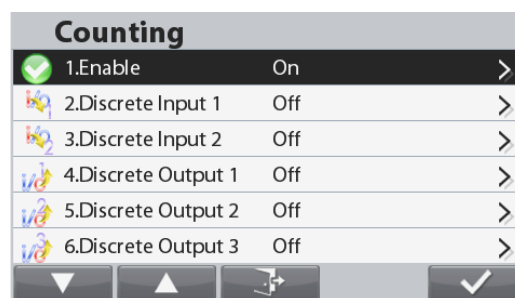 Counting
1.Enable On
2.Discrete Input 1 Off
3.Discrete Input 2 Off
4.Discrete Output 1 Off
5.Discrete Output 2 Off
6.Discrete Output 3 Off